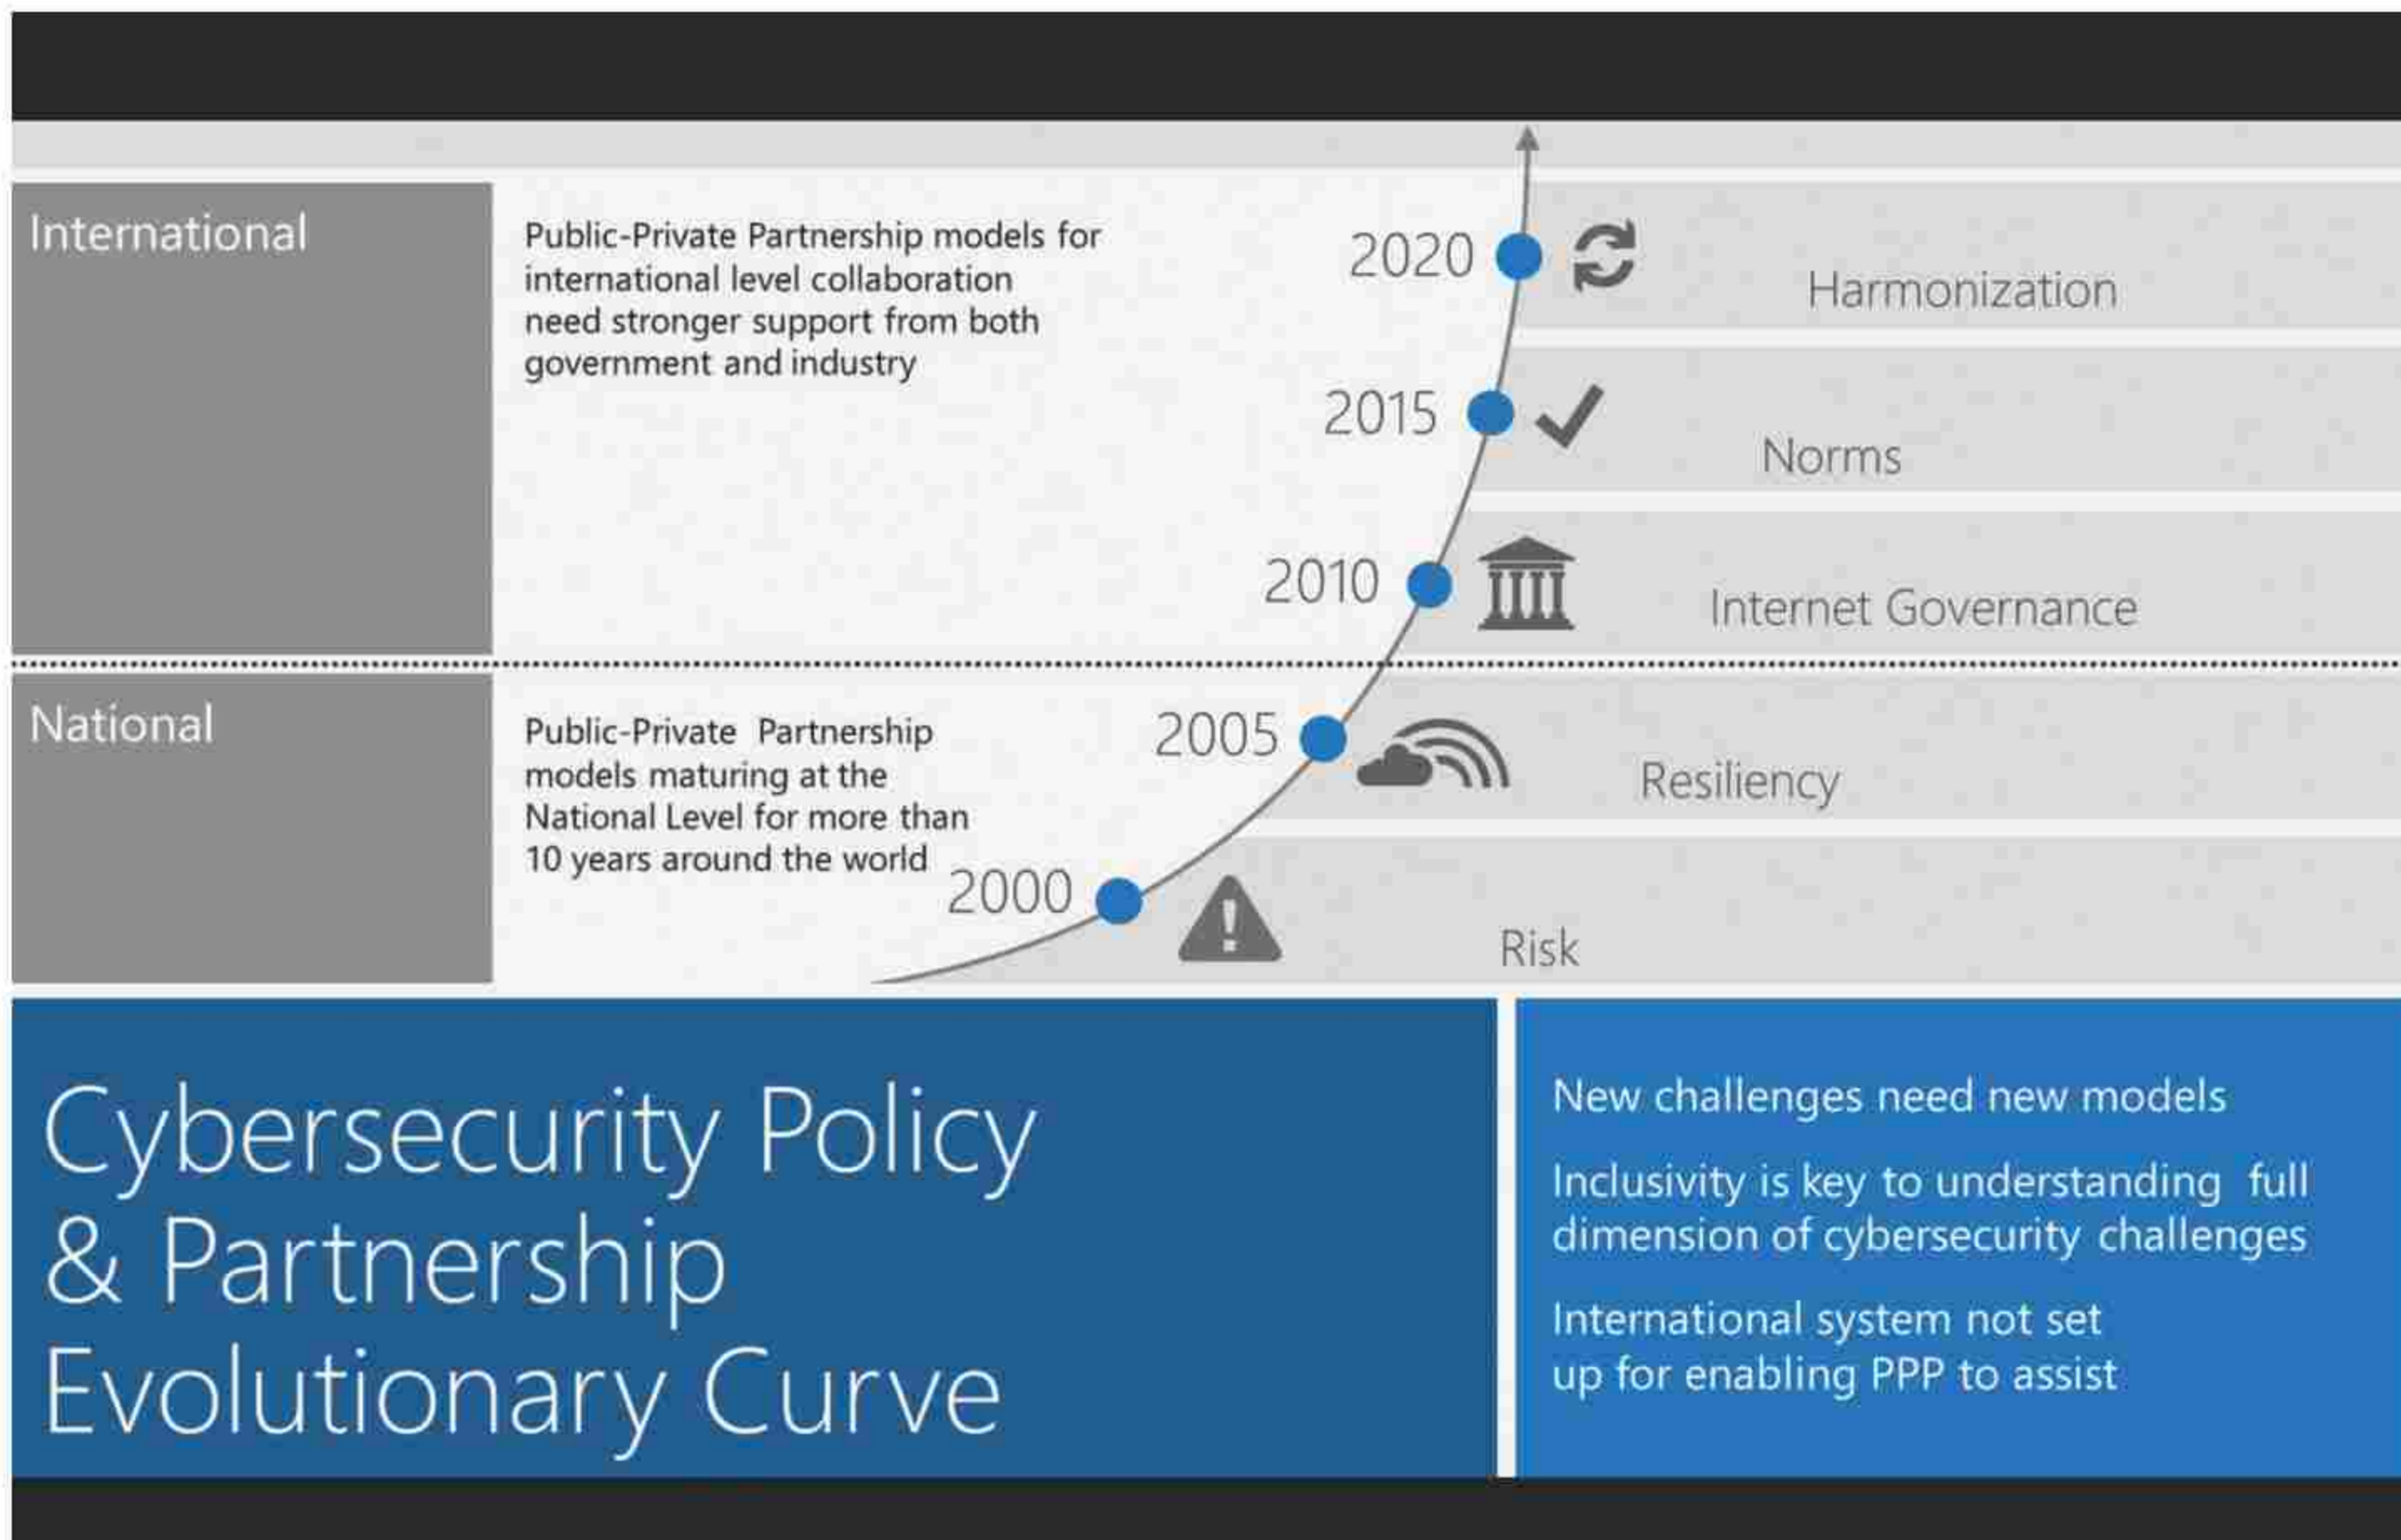 International
Public-Private Partnership models for
international level collaboration
need stronger support from both
government and industry
2020
Harmonization
2015
Norms
2010
Internet Governance
National
Public-Private Partnership
models maturing at the
National Level for more than
10 years around the world
2005
Resiliency
2000
Risk
Cybersecurity Policy
& Partnership
Evolutionary Curve
New challenges need new models
Inclusivity is key to understanding full
dimension of cybersecurity challenges
International system not set
up for enabling PPP to assist